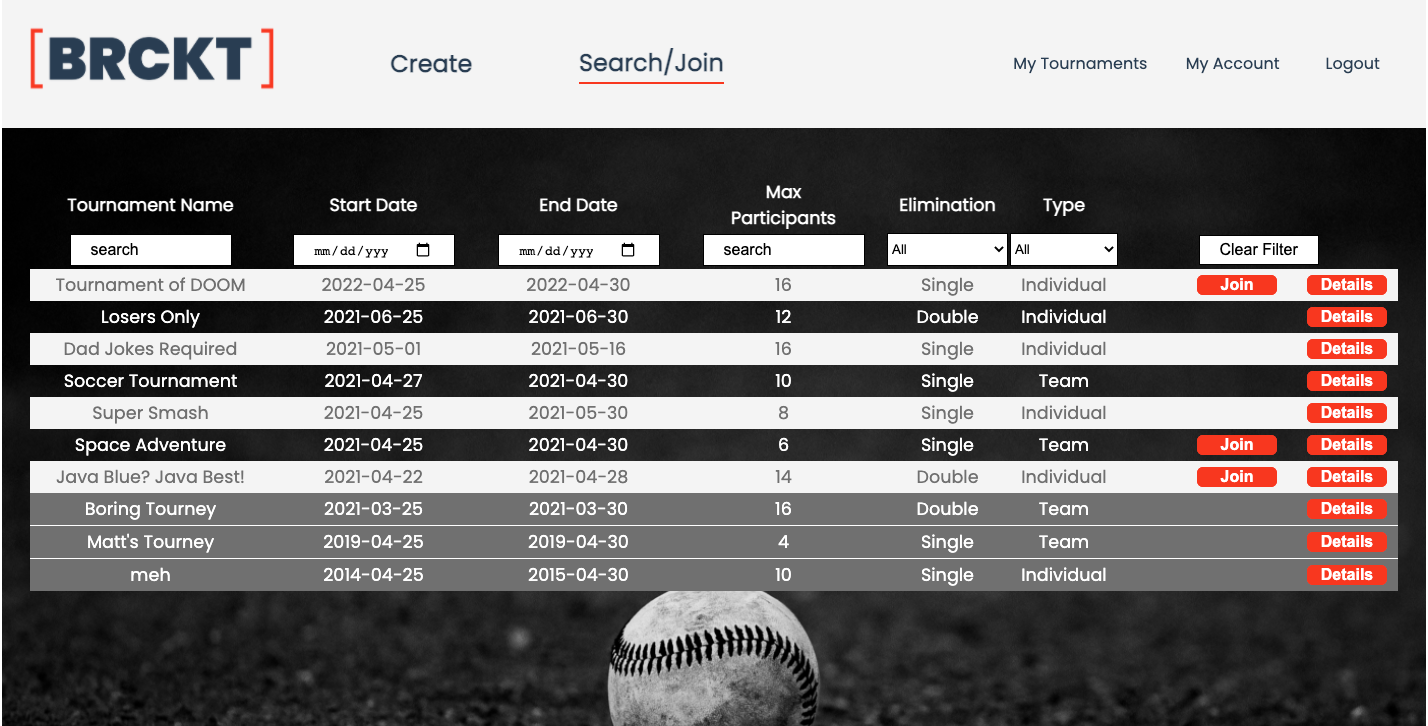 [BRCKT]
Create
Search/Join
My Tournaments
My Account
Logout
Tournament Name Start Date End Date Max Participants Elimination Type
search mm/dd/yyy mm/dd/yyy search All All Clear Filter
Tournament of DOOM 2022-04-25 2022-04-30 16 Single Individual Join Details
Losers Only 2021-06-25 2021-06-30 12 Double Individual Details
Dad Jokes Required 2021-05-01 2021-05-16 16 Single Individual Details
Soccer Tournament 2021-04-27 2021-04-30 10 Single Team Details
Super Smash 2021-04-25 2021-05-30 8 Single Individual Details
Space Adventure 2021-04-25 2021-04-30 6 Single Team Join Details
Java Blue? Java Best! 2021-04-22 2021-04-28 14 Double Individual Join Details
Boring Tourney 2021-03-25 2021-03-30 16 Double Team Details
Matt's Tourney 2019-04-25 2019-04-30 4 Single Team Details
meh 2014-04-25 2015-04-30 10 Single Individual Details